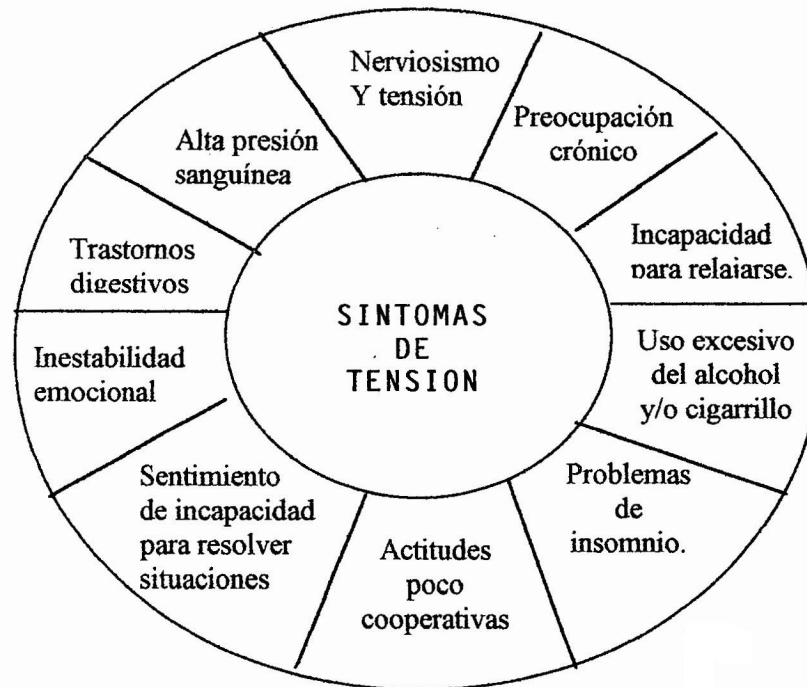 Nerviosismo
Y tensión
Preocupación
crónico
Incapacidad
para relajarse.
Uso excesivo
del alcohol
y/o cigarrillo
Problemas
de
insomnio.
Actitudes
poco
cooperativas
Sentimiento
de incapacidad
para resolver
situaciones
Inestabilidad
emocional
Trastornos
digestivos
Alta presión
sanguínea
SINTOMAS
DE
TENSION